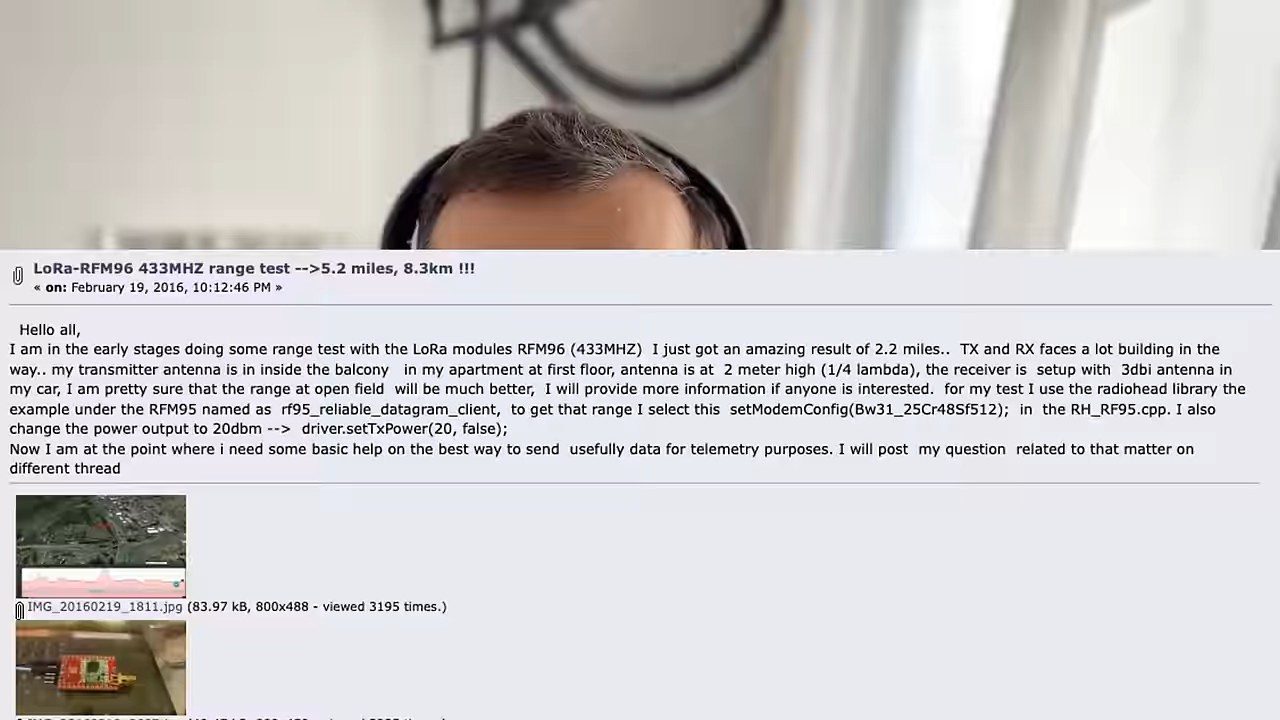 LoRa-RFM96 433MHZ range test -->5.2 miles, 8.3km !!!
« on: February 19, 2016, 10:12:46 PM »
Hello all,
I am in the early stages doing some range test with the LoRa modules RFM96 (433MHZ)  I just got an amazing result of 2.2 miles..  TX and RX faces a lot building in the
way.. my transmitter antenna is in inside the balcony   in my apartment at first floor, antenna is at  2 meter high (1/4 lambda), the receiver is  setup with  3dbi antenna in
my car, I am pretty sure that the range at open field  will be much better,  I will provide more information if anyone is interested.  for my test I use the radiohead library the
example under the RFM95 named as  rf95_reliable_datagram_client,  to get that range I select this  setModemConfig(Bw31_25Cr48Sf512);  in  the RH_RF95.cpp. I also
change the power output to 20dbm -->  driver.setTxPower(20, false);
Now I am at the point where i need some basic help on the best way to send  usefully data for telemetry purposes. I will post  my question  related to that matter on
different thread
IMG_20160219_1811.jpg (83.97 kB, 800x488 - viewed 3195 times.)